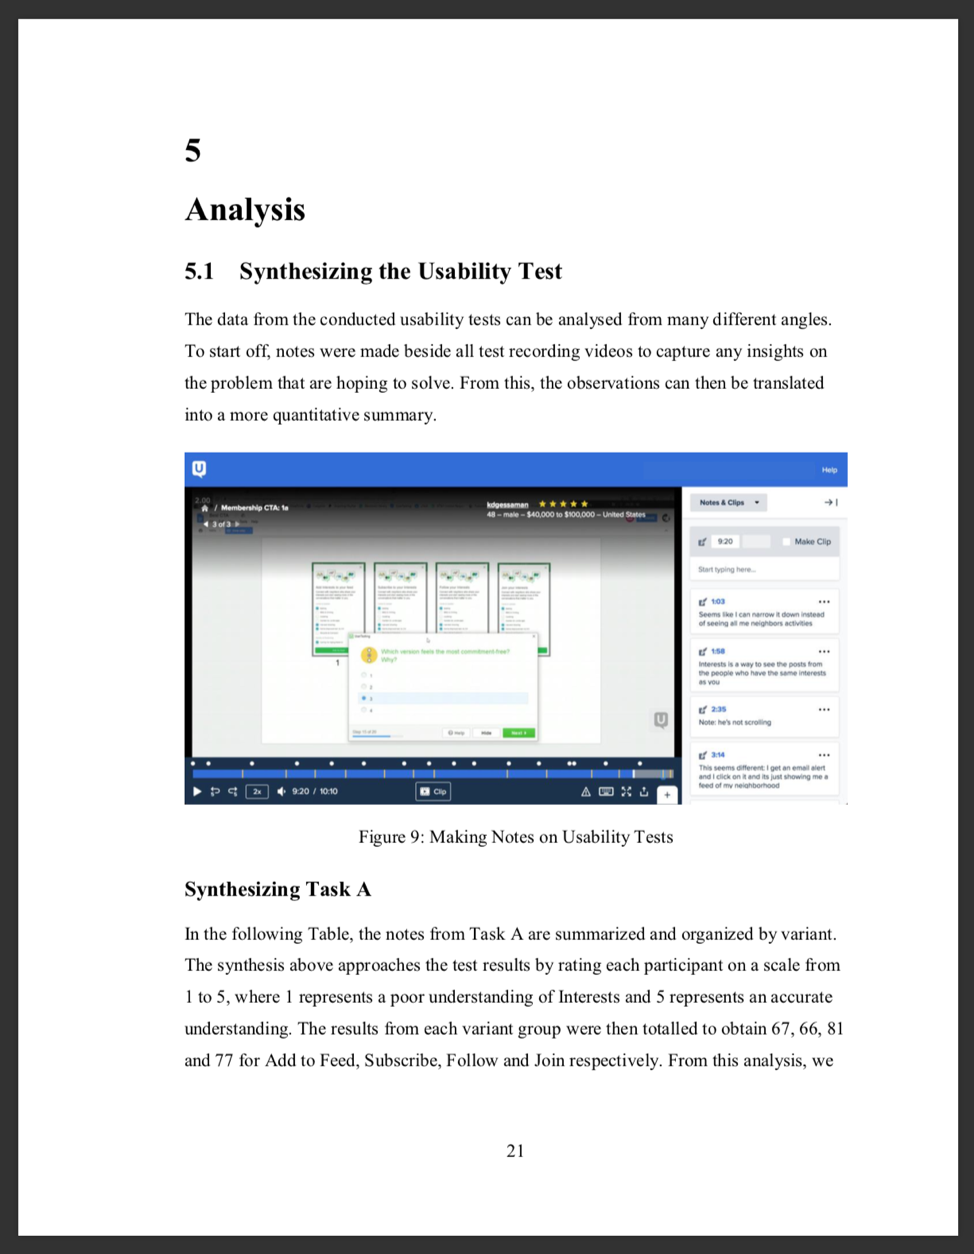 5
Analysis
5.1 Synthesizing the Usability Test
The data from the conducted usability tests can be analysed from many different angles.
To start off, notes were made beside all test recording videos to capture any insights on
the problem that are hoping to solve. From this, the observations can then be translated
into a more quantitative summary.
Help
2.00
/ Membership CTA: 1a
3 of 3
kdgessaman
48 – male – $40,000 to $100,000 – United States
Notes & Clips
9:20
Make Clip
Start typing here...
1:03
Seems like I can narrow it down instead
of seeing all me neighbors activities
1:58
Interests is a way to see the posts from
the people who have the same interests
as you
2:35
Note: he's not scrolling
3:14
This seems different: I get an email alert
and I click on it and its just showing me a
feed of my neighborhood
1
Which version feels the most commitment-free?
Why?
1
2
3
4
Help
Hide
Next
2x
9:20 / 10:10
Clip
+
Figure 9: Making Notes on Usability Tests
Synthesizing Task A
In the following Table, the notes from Task A are summarized and organized by variant.
The synthesis above approaches the test results by rating each participant on a scale from
1 to 5, where 1 represents a poor understanding of Interests and 5 represents an accurate
understanding. The results from each variant group were then totalled to obtain 67, 66, 81
and 77 for Add to Feed, Subscribe, Follow and Join respectively. From this analysis, we
21